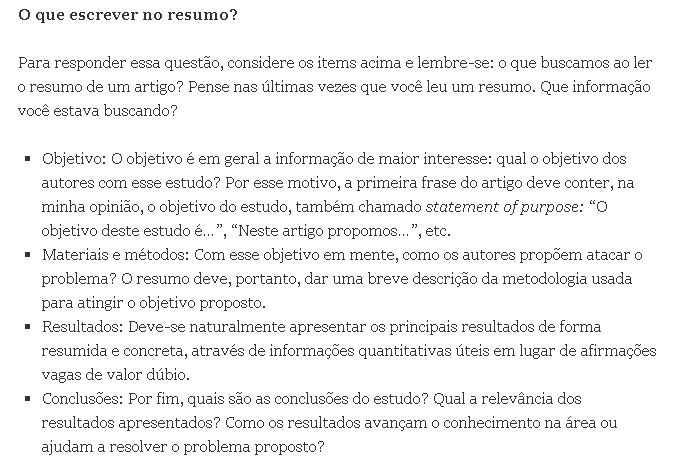 O que escrever no resumo?
Para responder essa questão, considere os items acima e lembre-se: o que buscamos ao ler
o resumo de um artigo? Pense nas últimas vezes que você leu um resumo. Que informação
você estava buscando?
▪ Objetivo: O objetivo é em geral a informação de maior interesse: qual o objetivo dos
autores com esse estudo? Por esse motivo, a primeira frase do artigo deve conter, na
minha opinião, o objetivo do estudo, também chamado statement of purpose: “O
objetivo deste estudo é…”, “Neste artigo propomos…”, etc.
▪ Materiais e métodos: Com esse objetivo em mente, como os autores propõem atacar o
problema? O resumo deve, portanto, dar uma breve descrição da metodologia usada
para atingir o objetivo proposto.
▪ Resultados: Deve-se naturalmente apresentar os principais resultados de forma
resumida e concreta, através de informações quantitativas úteis em lugar de afirmações
vagas de valor dúbio.
▪ Conclusões: Por fim, quais são as conclusões do estudo? Qual a relevância dos
resultados apresentados? Como os resultados avançam o conhecimento na área ou
ajudam a resolver o problema proposto?